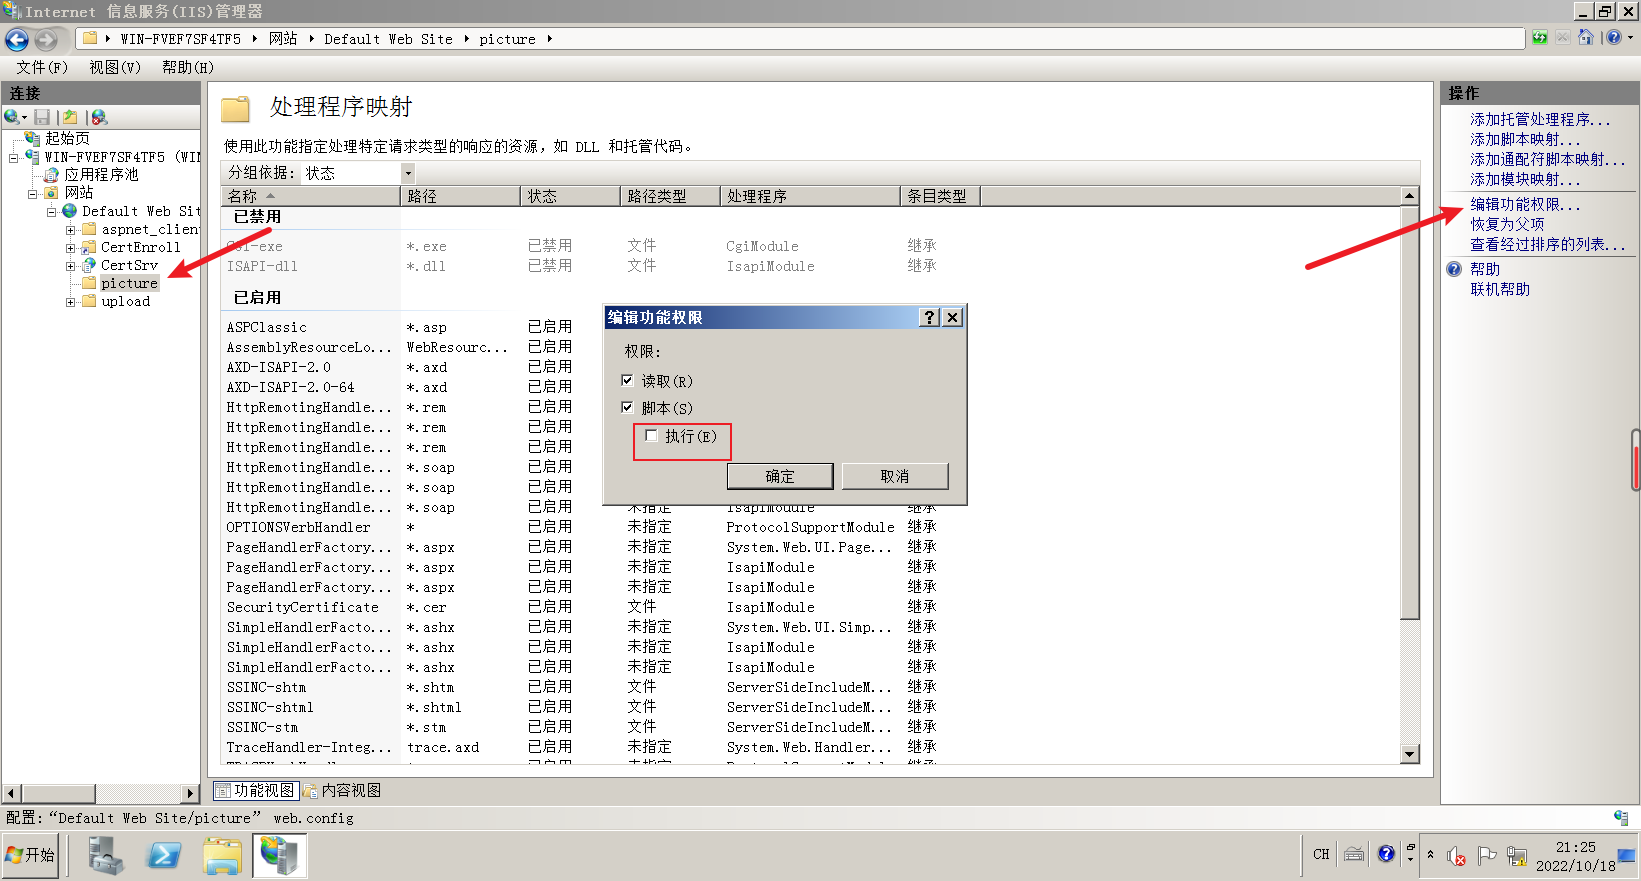 Internet 信息服务(IIS)管理器
WIN-FVEF7SF4TF5 网站 Default Web Site picture
文件(F) 视图(V) 帮助(H)
连接
起始页
WIN-FVEF7SF4TF5 (WIN
应用程序池
网站
Default Web Sit
aspnet_clien
CertEnroll
CertSrv
picture
upload
处理程序映射
使用此功能指定处理特定请求类型的响应的资源，如 DLL 和托管代码。
分组依据: 状态
名称 路径 状态 路径类型 处理程序 条目类型
已禁用
CGI-exe *.exe 已禁用 文件 CgiModule 继承
ISAPI-dll *.dll 已禁用 文件 IsapiModule 继承
已启用
ASPClassic *.asp 已启用
AssemblyResourceLo... WebResourc... 已启用
AXD-ISAPI-2.0 *.axd 已启用
AXD-ISAPI-2.0-64 *.axd 已启用
HttpRemotingHandle... *.rem 已启用
HttpRemotingHandle... *.rem 已启用
HttpRemotingHandle... *.rem 已启用
HttpRemotingHandle... *.soap 已启用
HttpRemotingHandle... *.soap 已启用
HttpRemotingHandle... *.soap 已启用 未指定 IsapiModule 继承
OPTIONSVerbHandler * 已启用 未指定 ProtocolSupportModule 继承
PageHandlerFactory... *.aspx 已启用 未指定 System.Web.UI.Page... 继承
PageHandlerFactory... *.aspx 已启用 未指定 IsapiModule 继承
PageHandlerFactory... *.aspx 已启用 未指定 IsapiModule 继承
SecurityCertificate *.cer 已启用 文件 IsapiModule 继承
SimpleHandlerFacto... *.ashx 已启用 未指定 System.Web.UI.Simp... 继承
SimpleHandlerFacto... *.ashx 已启用 未指定 IsapiModule 继承
SimpleHandlerFacto... *.ashx 已启用 未指定 IsapiModule 继承
SSINC-shtm *.shtm 已启用 文件 ServerSideIncludeM... 继承
SSINC-shtml *.shtml 已启用 文件 ServerSideIncludeM... 继承
SSINC-stm *.stm 已启用 文件 ServerSideIncludeM... 继承
TraceHandler-Integ... trace.axd 已启用 未指定 System.Web.Handler... 继承
编辑功能权限
权限:
读取(R)
脚本(S)
执行(E)
确定 取消
操作
添加托管处理程序...
添加脚本映射...
添加通配符脚本映射...
添加模块映射...
编辑功能权限...
恢复为父项
查看经过排序的列表...
帮助
联机帮助
功能视图 内容视图
配置:“Default Web Site/picture” web.config
开始
CH
21:25
2022/10/18